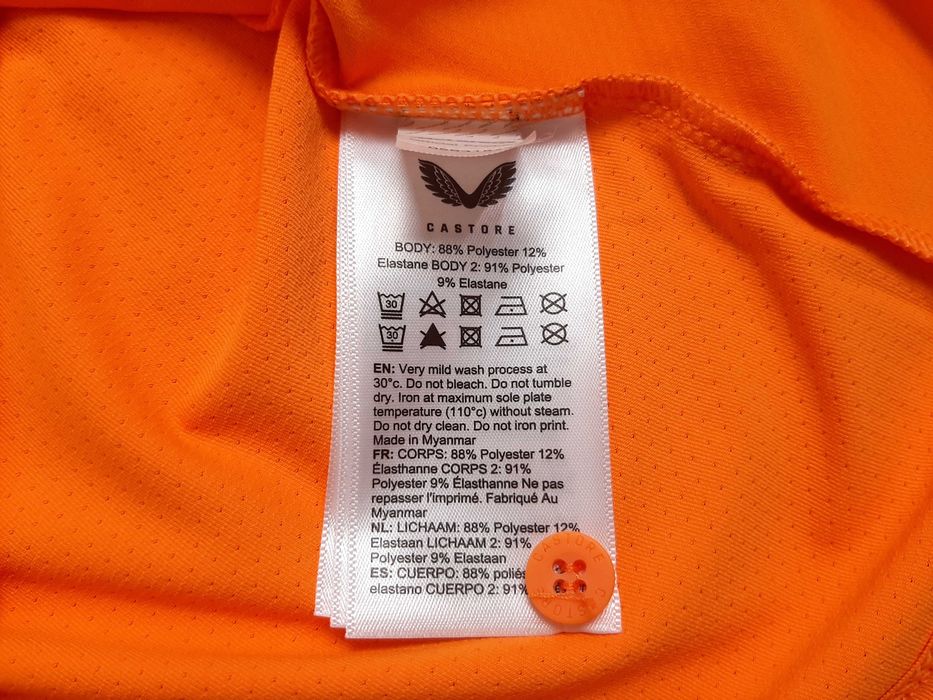 CASTORE
BODY: 88% Polyester 12%
Elastane BODY 2: 91% Polyester
9% Elastane
30
30
EN: Very mild wash process at
30°c. Do not bleach. Do not tumble
dry. Iron at maximum sole plate
temperature (110°c) without steam.
Do not dry clean. Do not iron print.
Made in Myanmar
FR: CORPS: 88% Polyester 12%
Élasthanne CORPS 2: 91%
Polyester 9% Élasthanne Ne pas
repasser l'imprimé. Fabriqué Au
Myanmar
NL: LICHAAM: 88% Polyester 12%
Elastaan LICHAAM 2: 91%
Polyester 9% Elastaan
ES: CUERPO: 88% poliés
elastano CUERPO 2: 91%
CASTORE
CASTORE